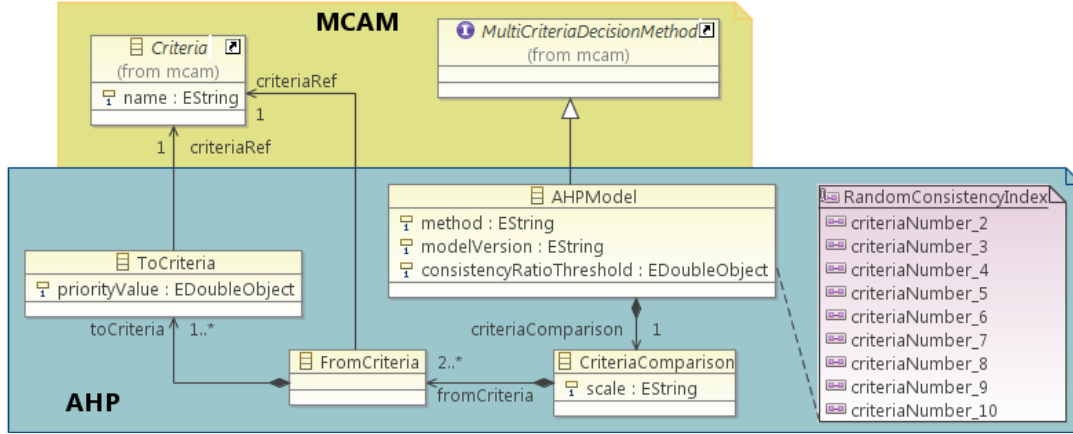 MCAM
Criteria
(from mcam)
name : EString
MultiCriteriaDecisionMethod
(from mcam)
criteriaRef
1
1 criteriaRef
AHPModel
method : EString
modelVersion : EString
consistencyRatioThreshold : EDoubleObject
RandomConsistencyIndex
criteriaNumber_2
criteriaNumber_3
criteriaNumber_4
criteriaNumber_5
criteriaNumber_6
criteriaNumber_7
criteriaNumber_8
criteriaNumber_9
criteriaNumber_10
ToCriteria
priorityValue : EDoubleObject
toCriteria 1..*
criteriaComparison 1
FromCriteria
2..*
fromCriteria
CriteriaComparison
scale : EString
AHP